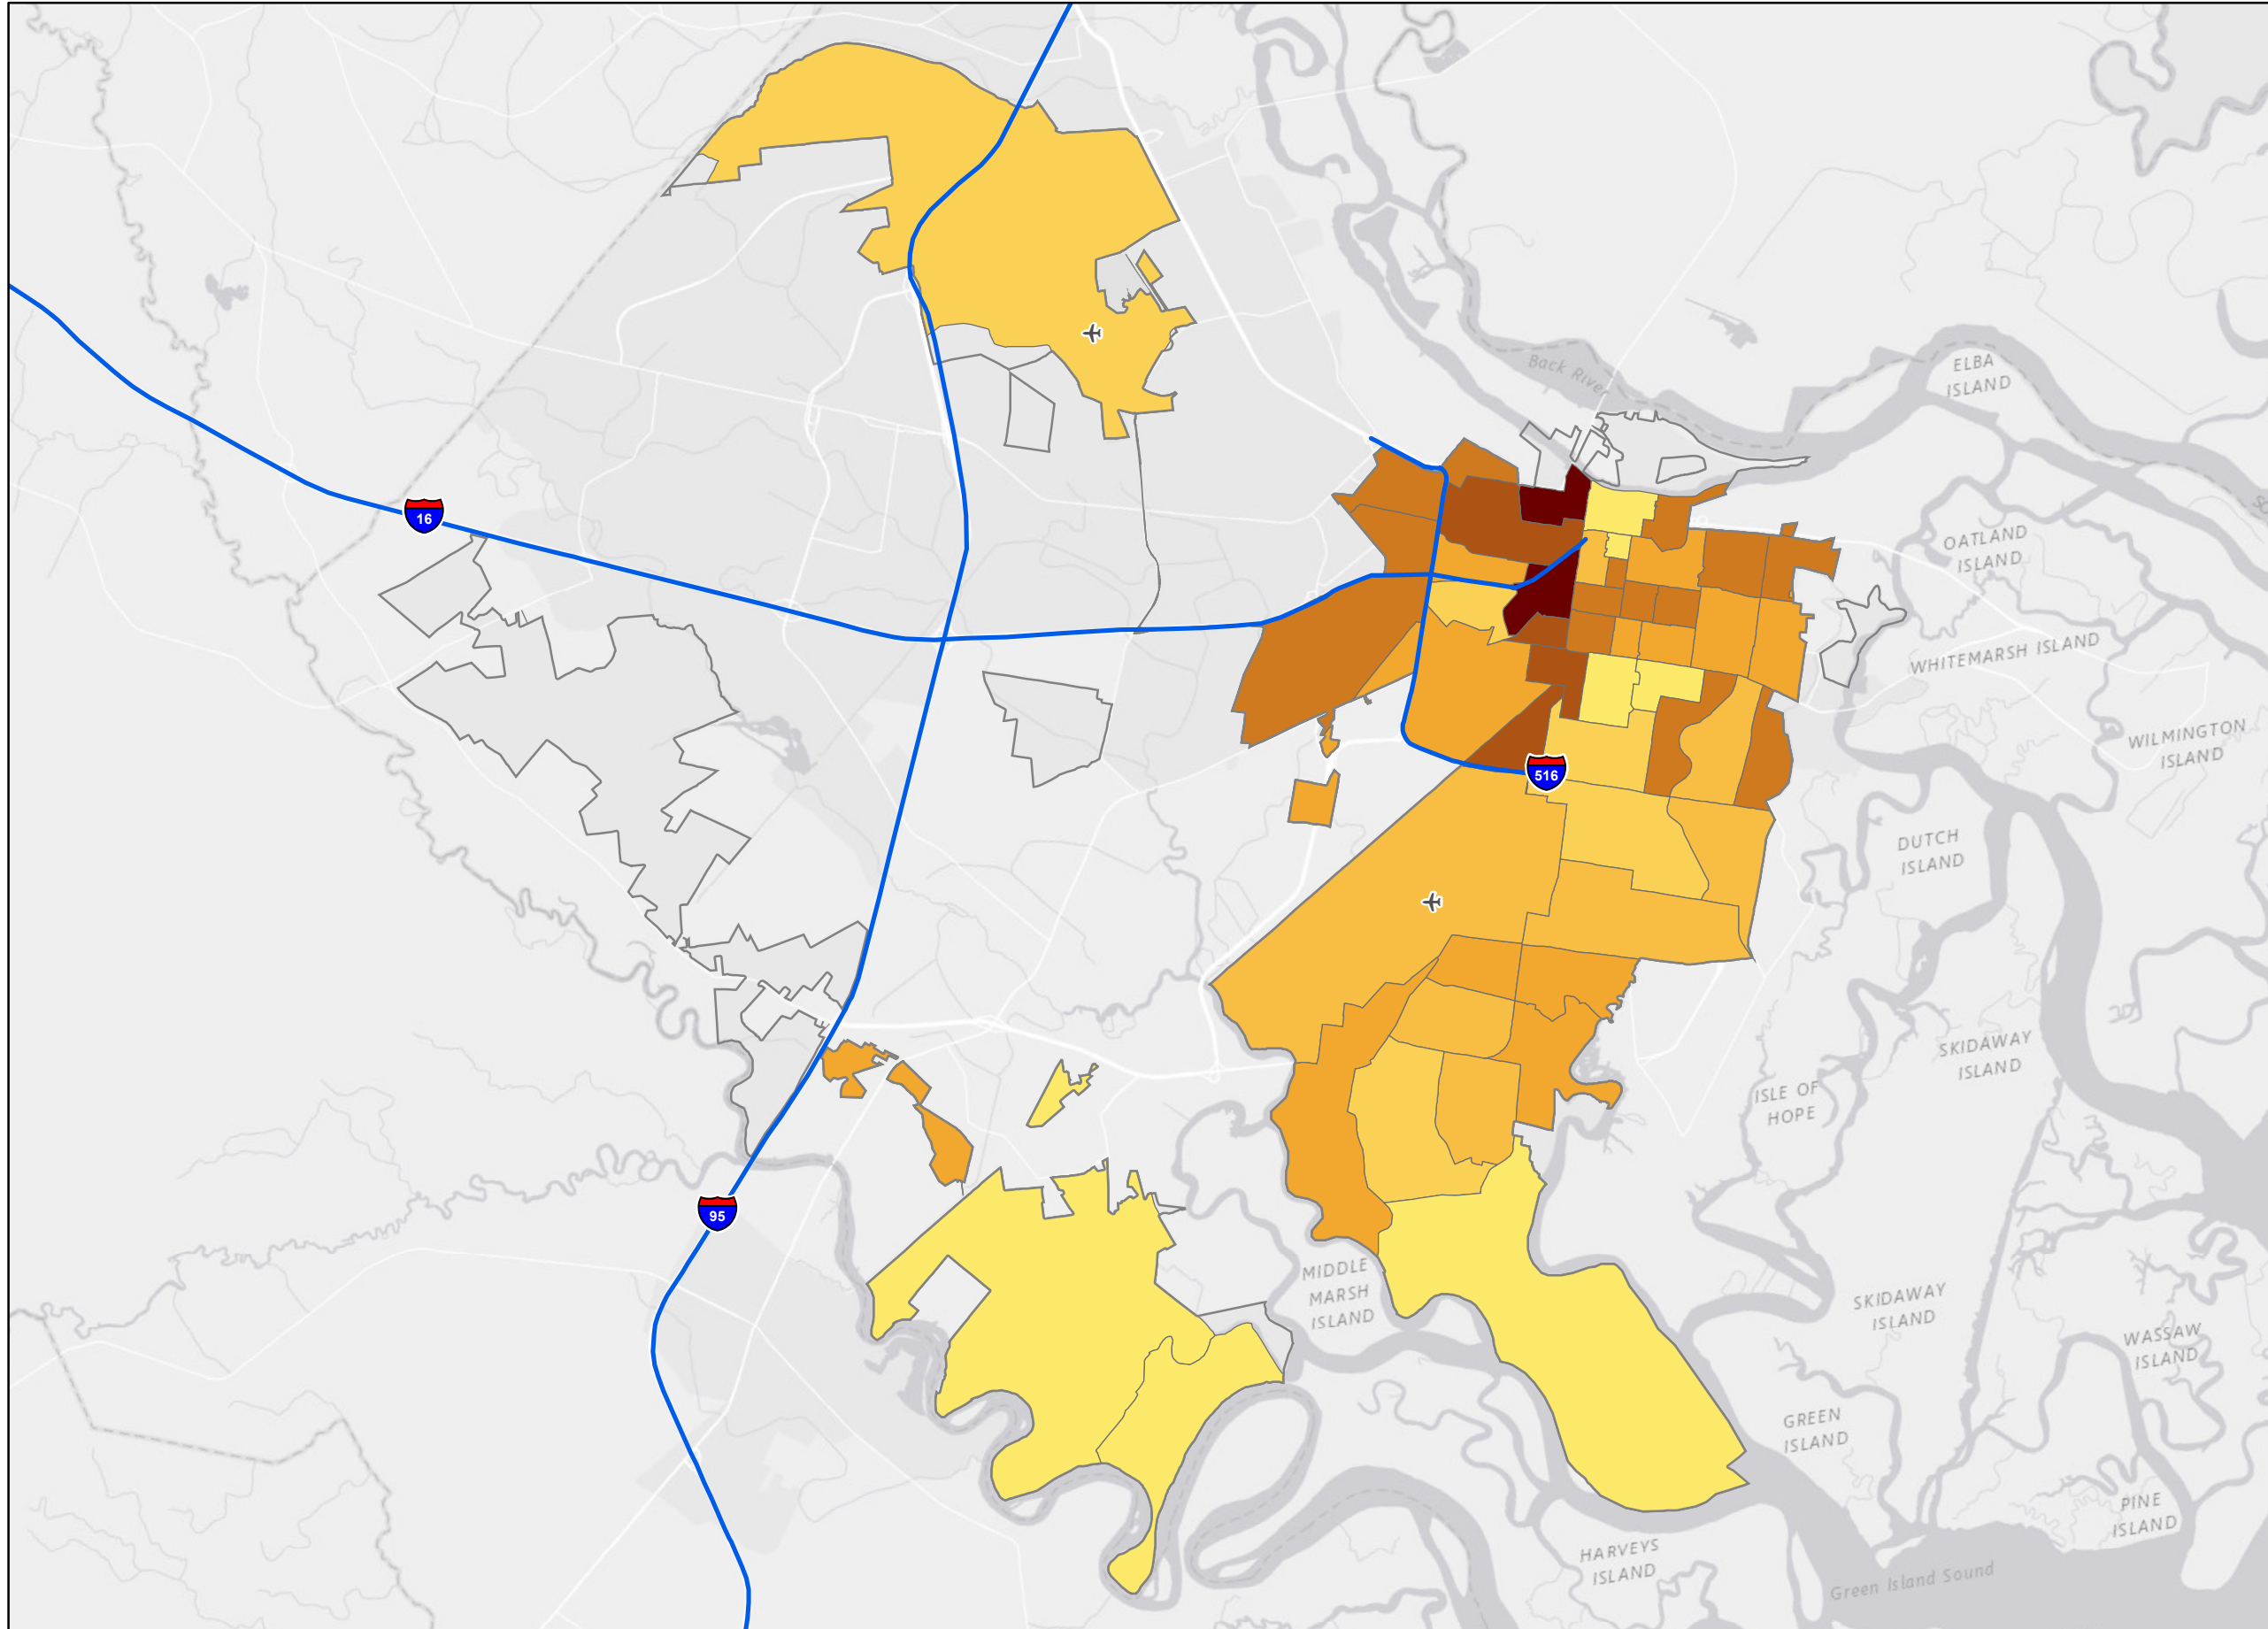 Back River
ELBA
ISLAND
16
OATLAND
ISLAND
WHITEMARSH ISLAND
WILMINGTON
ISLAND
516
DUTCH
ISLAND
SKIDAWAY
ISLAND
ISLE OF
HOPE
95
MIDDLE
MARSH
ISLAND
SKIDAWAY
ISLAND
WASSAW
ISLAND
GREEN
ISLAND
PINE
ISLAND
HARVEYS
ISLAND
Green Island Sound